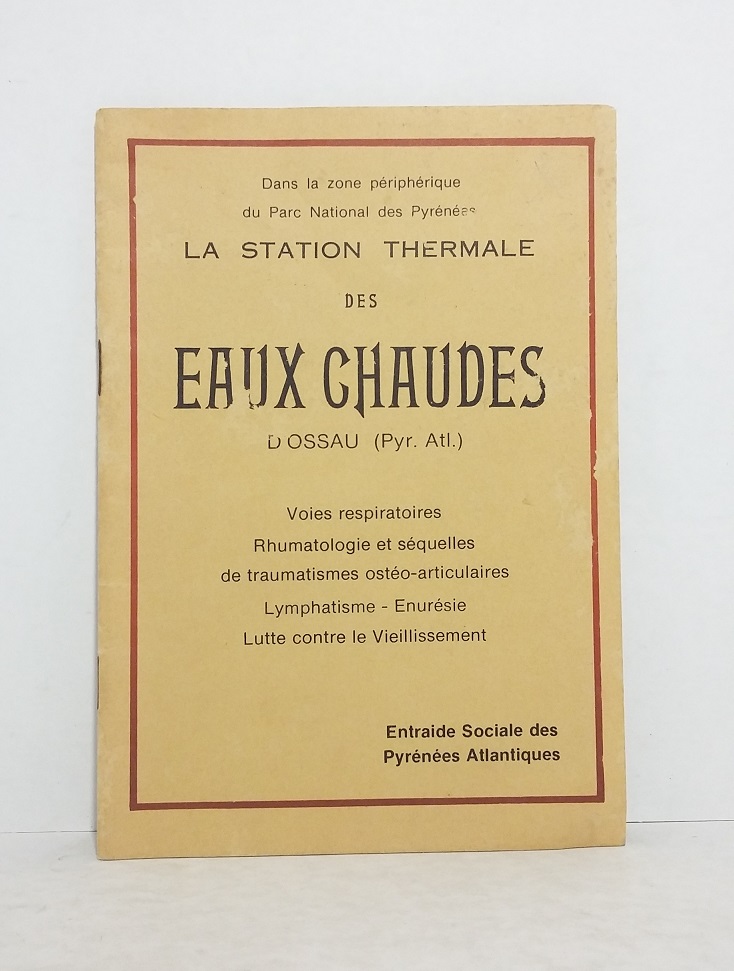 Dans la zone périphérique
du Parc National des Pyrénées
LA STATION THERMALE
DES
EAUX CHAUDES
D OSSAU (Pyr. Atl.)
Voies respiratoires
Rhumatologie et séquelles
de traumatismes ostéo-articulaires
Lymphatisme - Enurésie
Lutte contre le Vieillissement
Entraide Sociale des
Pyrénées Atlantiques